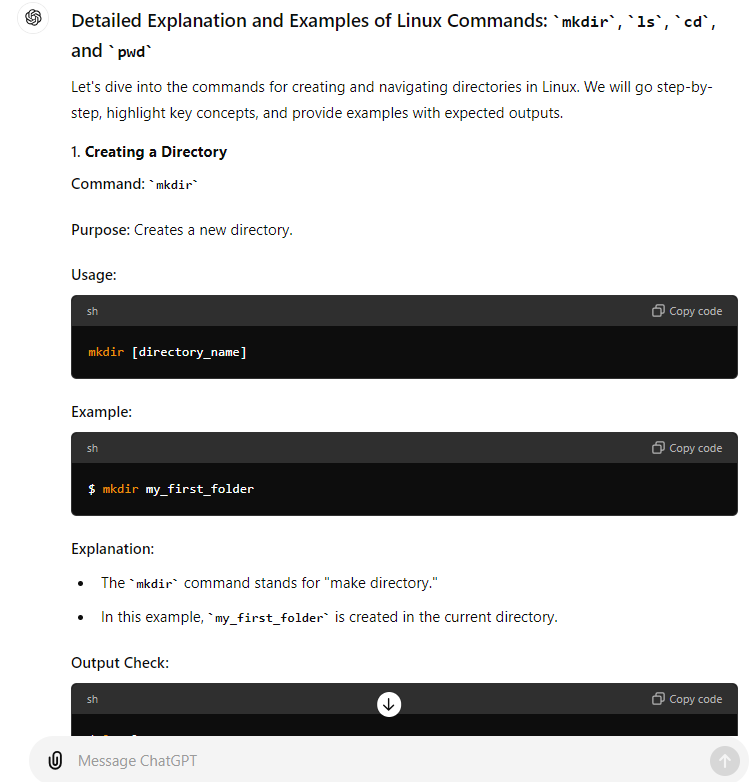 Detailed Explanation and Examples of Linux Commands: `mkdir`, `ls`, `cd`,
and `pwd`
Let's dive into the commands for creating and navigating directories in Linux. We will go step-by-
step, highlight key concepts, and provide examples with expected outputs.
1. Creating a Directory
Command: `mkdir`
Purpose: Creates a new directory.
Usage:
sh Copy code
mkdir [directory_name]
Example:
sh Copy code
$ mkdir my_first_folder
Explanation:
• The `mkdir` command stands for "make directory."
• In this example, `my_first_folder` is created in the current directory.
Output Check:
sh Copy code
Message ChatGPT